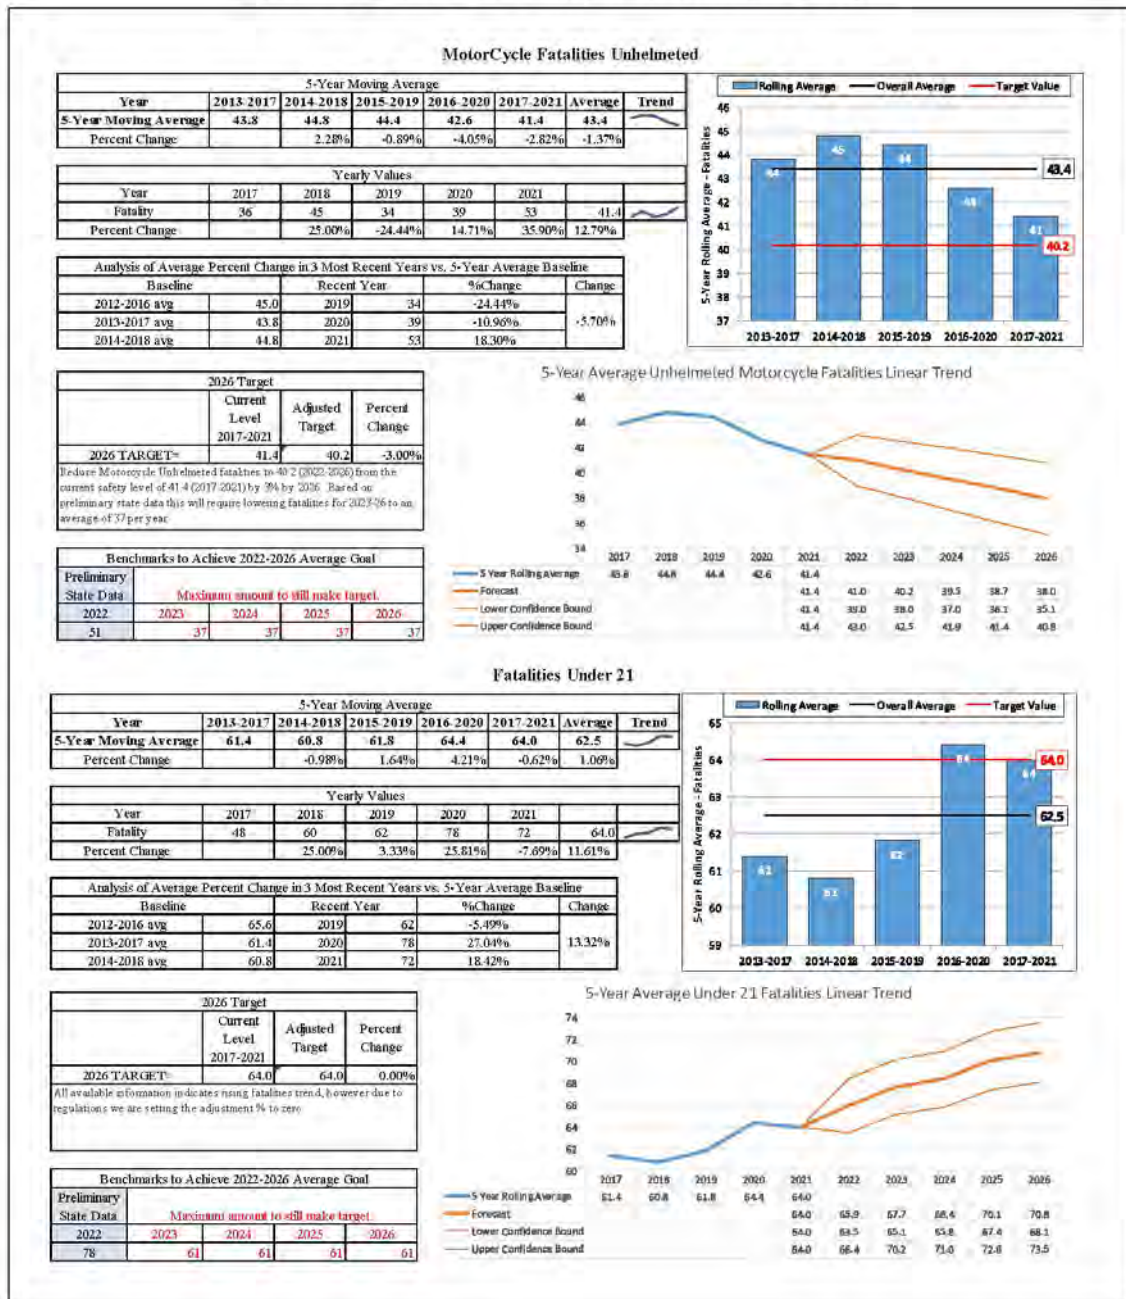 MotorCycle Fatalities Unhelmeted
5-Year Moving Average
Year 2013-2017 2014-2018 2015-2019 2016-2020 2017-2021 Average Trend
5-Year Moving Average 43.8 44.8 44.4 42.6 41.4 43.4
Percent Change 2.28% -0.89% -4.05% -2.82% -1.37%
Yearly Values
Year 2017 2018 2019 2020 2021
Fatality 36 45 34 39 53 41.4
Percent Change 25.00% -24.44% 14.71% 35.90% 12.79%
Analysis of Average Percent Change in 3 Most Recent Years vs. 5-Year Average Baseline
Baseline Recent Year %Change Change
2012-2016 avg 45.0 2019 34 -24.44%
2013-2017 avg 43.8 2020 39 -10.96% -5.70%
2014-2018 avg 44.8 2021 53 18.30%
Rolling Average Overall Average Target Value
5-Year Rolling Average - Fatalities
46
45
44
43
42
41
40
39
38
37
44 45 44 41
43.4
40.2
2013-2017 2014-2018 2015-2019 2016-2020 2017-2021
2026 Target
Current Level 2017-2021 Adjusted Target Percent Change
2026 TARGET= 41.4 40.2 -3.00%
Reduce Motorcycle Unhelmeted fatalities to 40.2 (2022-2026) from the
current safety level of 41.4 (2017-2021) by 3% by 2026. Based on
preliminary state data this will require lowering fatalities for 2023-26 to an
average of 37 per year
Benchmarks to Achieve 2022-2026 Average Goal
Preliminary
State Data Maximum amount to still make target.
2022 2023 2024 2025 2026
51 37 37 37 37
5-Year Average Unhelmeted Motorcycle Fatalities Linear Trend
46
44
42
40
38
36
34
2017 2018 2019 2020 2021 2022 2023 2024 2025 2026
5 Year Rolling Average 43.8 44.8 44.4 42.6 41.4
Forecast 41.4 41.0 40.2 39.5 38.7 38.0
Lower Confidence Bound 41.4 39.0 38.0 37.0 36.1 35.1
Upper Confidence Bound 41.4 43.0 42.5 41.9 41.4 40.8
Fatalities Under 21
5-Year Moving Average
Year 2013-2017 2014-2018 2015-2019 2016-2020 2017-2021 Average Trend
5-Year Moving Average 61.4 60.8 61.8 64.4 64.0 62.5
Percent Change -0.98% 1.64% 4.21% -0.62% 1.06%
Yearly Values
Year 2017 2018 2019 2020 2021
Fatality 48 60 62 78 72 64.0
Percent Change 25.00% 3.33% 25.81% -7.69% 11.61%
Analysis of Average Percent Change in 3 Most Recent Years vs. 5-Year Average Baseline
Baseline Recent Year %Change Change
2012-2016 avg 65.6 2019 62 -5.49%
2013-2017 avg 61.4 2020 78 27.04% 13.32%
2014-2018 avg 60.8 2021 72 18.42%
Rolling Average Overall Average Target Value
5-Year Rolling Average - Fatalities
65
64
63
62
61
60
59
61 61 62 64 64
64.0
62.5
2013-2017 2014-2018 2015-2019 2016-2020 2017-2021
2026 Target
Current Level 2017-2021 Adjusted Target Percent Change
2026 TARGET= 64.0 64.0 0.00%
All available information indicates rising fatalities trend, however due to
regulations we are setting the adjustment % to zero
Benchmarks to Achieve 2022-2026 Average Goal
Preliminary
State Data Maximum amount to still make target.
2022 2023 2024 2025 2026
78 61 61 61 61
5-Year Average Under 21 Fatalities Linear Trend
74
72
70
68
66
64
62
60
2017 2018 2019 2020 2021 2022 2023 2024 2025 2026
5 Year Rolling Average 61.4 60.8 61.8 64.4 64.0
Forecast 64.0 65.9 67.7 68.4 70.1 70.8
Lower Confidence Bound 64.0 63.5 65.1 65.8 67.4 68.1
Upper Confidence Bound 64.0 68.4 70.2 71.0 72.8 73.5